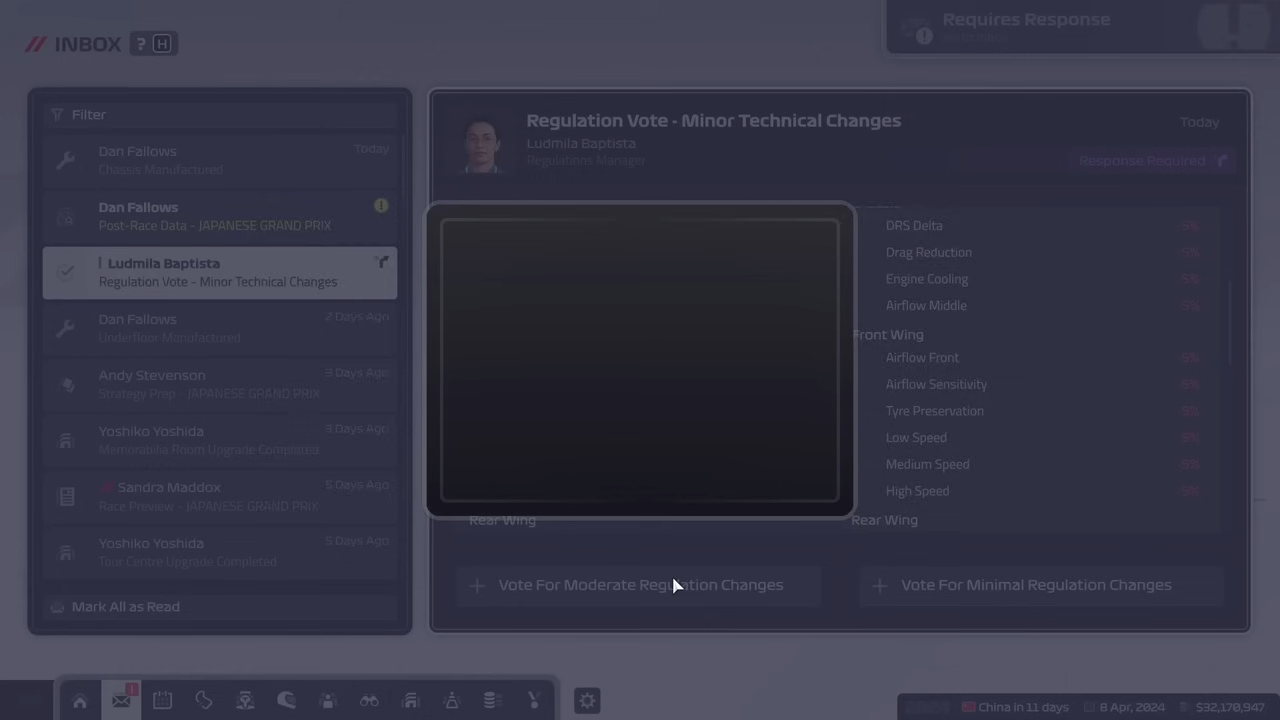 INBOX ? H
Requires Response
Filter
Dan Fallows
Today
Chassis Manufactured
Dan Fallows
Post-Race Data - JAPANESE GRAND PRIX
Ludmila Baptista
Regulation Vote - Minor Technical Changes
Dan Fallows
2 Days Ago
Underfloor Manufactured
Andy Stevenson
3 Days Ago
Strategy Prep - JAPANESE GRAND PRIX
Yoshiko Yoshida
3 Days Ago
Memorabilia Room Upgrade Completed
Sandra Maddox
5 Days Ago
Race Preview - JAPANESE GRAND PRIX
Yoshiko Yoshida
5 Days Ago
Tour Centre Upgrade Completed
Mark All as Read
Regulation Vote - Minor Technical Changes
Today
Ludmila Baptista
Regulations Manager
Response Required
DRS Delta
Drag Reduction
Engine Cooling
Airflow Middle
Front Wing
Airflow Front
Airflow Sensitivity
Tyre Preservation
Low Speed
Medium Speed
High Speed
Rear Wing
Rear Wing
Vote For Moderate Regulation Changes
Vote For Minimal Regulation Changes
1
China in 11 days
8 Apr, 2024
$32,170,947